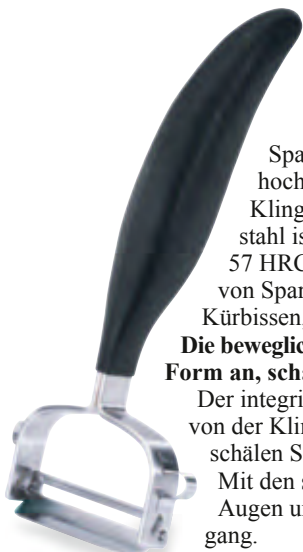 Spa
hoch
Kling
stahl is
57 HRC
von Spar
Kürbissen,
Die beweglic
Form an, scha
Der integri
von der Klin
schälen S
Mit den s
Augen un
gang.